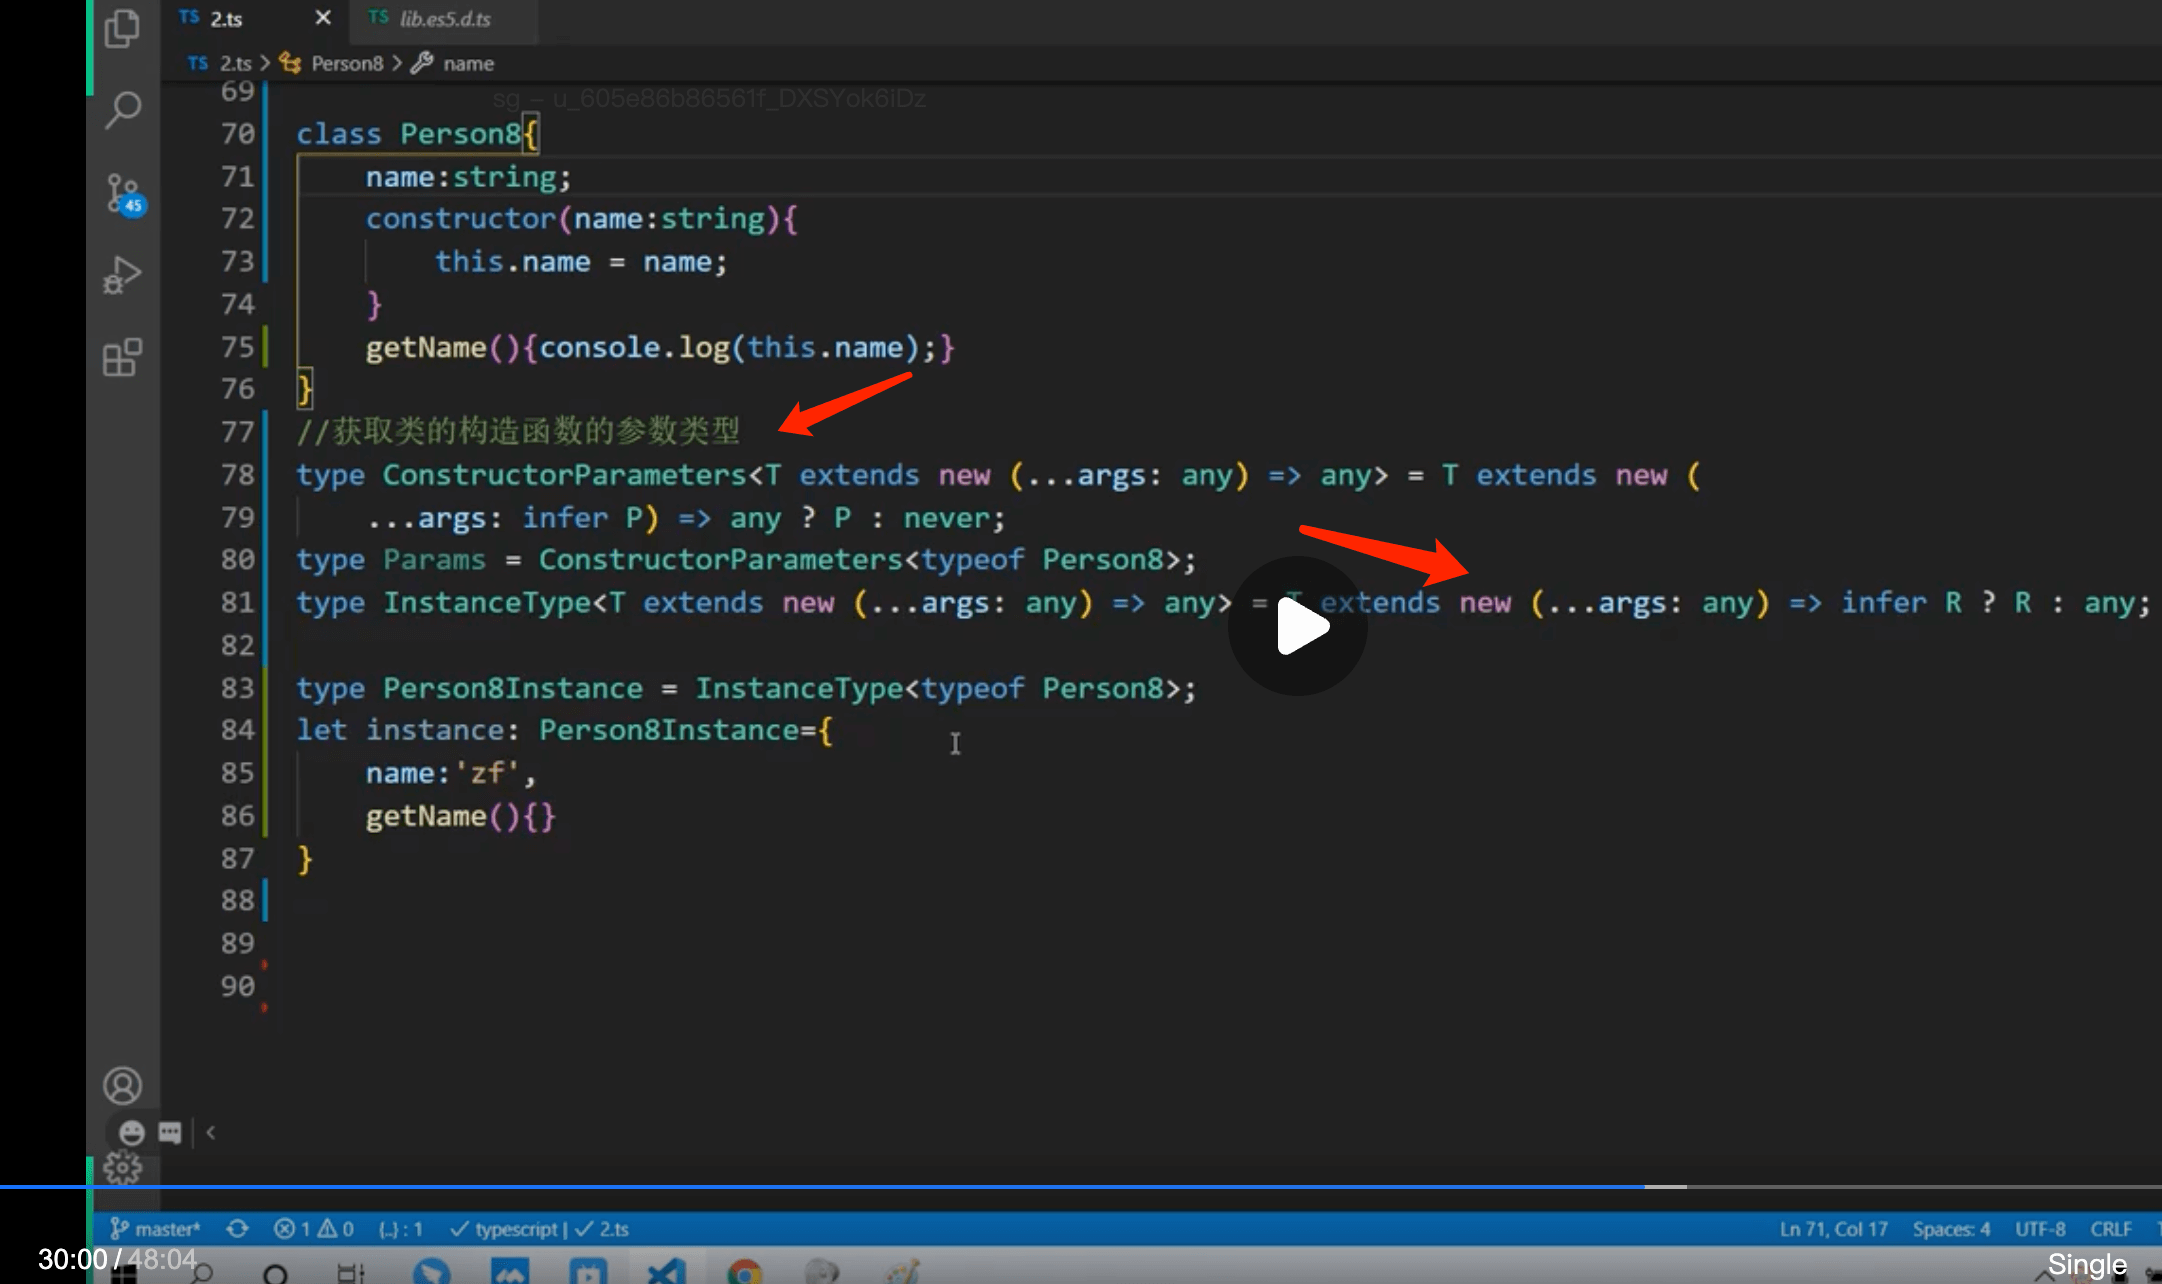 TS 2.ts × TS lib.es5.d.ts
TS 2.ts > Person8 > name
sg – u_605e86b86561f_DXSYok6iDz
69
70 class Person8{
71 name:string;
72 constructor(name:string){
73 this.name = name;
74 }
75 getName(){console.log(this.name);}
76 }
77 //获取类的构造函数的参数类型
78 type ConstructorParameters<T extends new (...args: any) => any> = T extends new (
79 ...args: infer P) => any ? P : never;
80 type Params = ConstructorParameters<typeof Person8>;
81 type InstanceType<T extends new (...args: any) => any> = T extends new (...args: any) => infer R ? R : any;
82
83 type Person8Instance = InstanceType<typeof Person8>;
84 let instance: Person8Instance={
85 name:'zf',
86 getName(){}
87 }
88
89
90
45
master* 1 0 {..} : 1 ✓ typescript | ✓ 2.ts Ln 71, Col 17 Spaces: 4 UTF-8 CRLF
30:00 / 48:04 Single